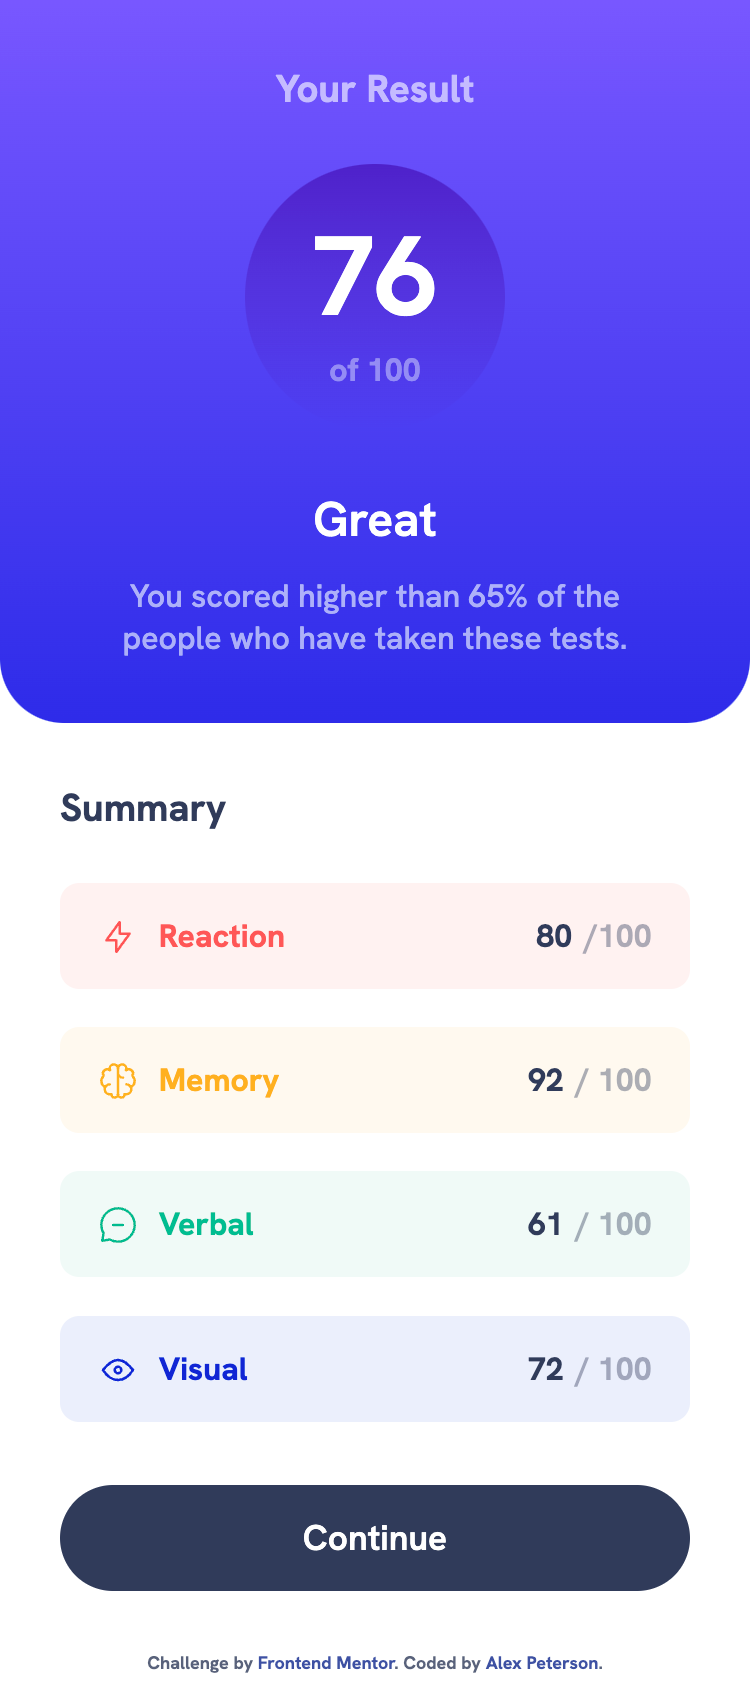 Your Result
76
of 100
Great
You scored higher than 65% of the
people who have taken these tests.
Summary
Reaction 80 /100
Memory 92 / 100
Verbal 61 / 100
Visual 72 / 100
Continue
Challenge by Frontend Mentor. Coded by Alex Peterson.